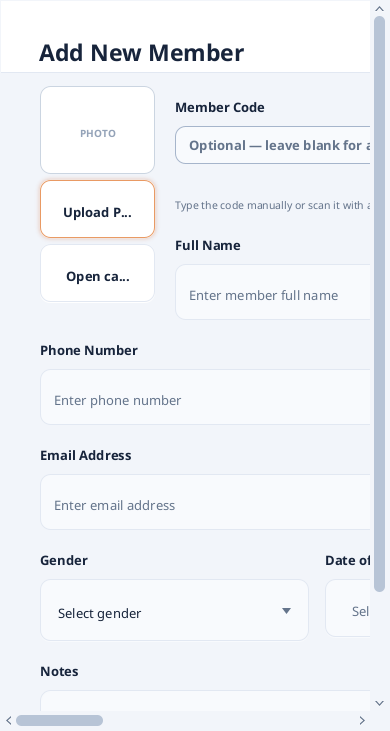 Add New Member
PHOTO
Member Code
Optional — leave blank for a
Upload P...
Type the code manually or scan it with a
Full Name
Open ca...
Enter member full name
Phone Number
Enter phone number
Email Address
Enter email address
Gender
Date of
Select gender
Sel
Notes